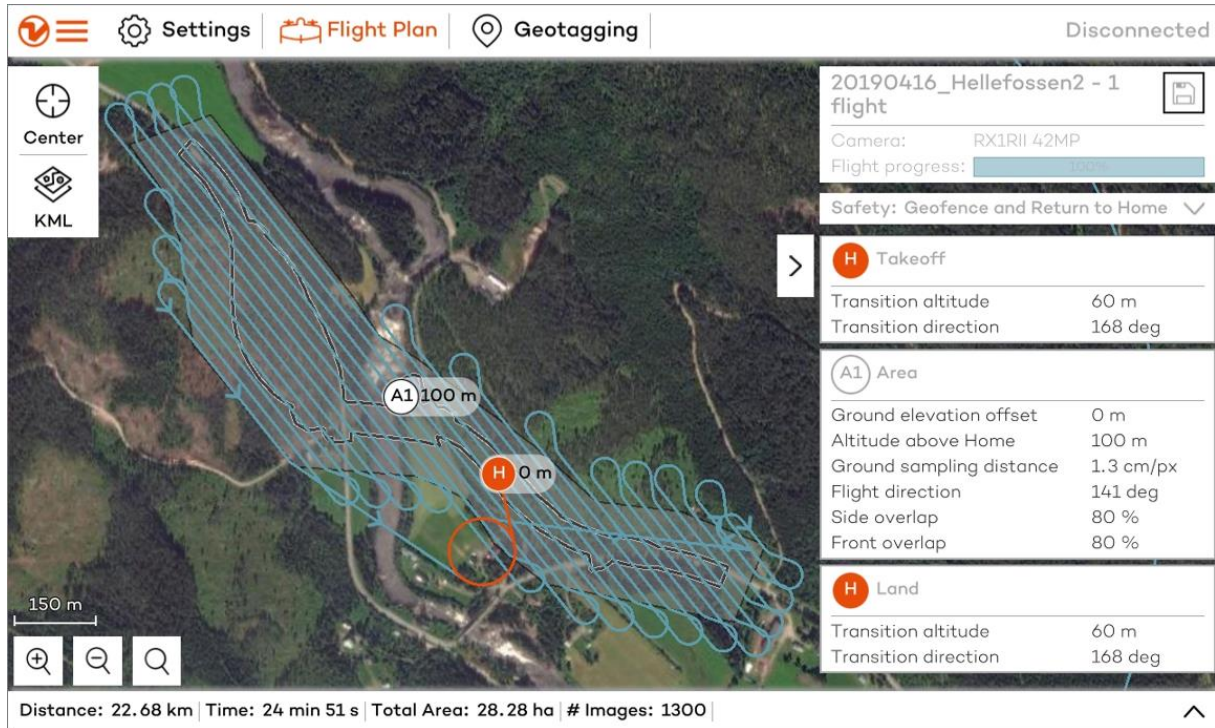 Settings
Flight Plan
Geotagging
Disconnected
Center
KML
20190416_Hellefossen2 - 1
flight
Camera: RX1RII 42MP
Flight progress: 100%
Safety: Geofence and Return to Home
H Takeoff
Transition altitude 60 m
Transition direction 168 deg
A1 Area
Ground elevation offset 0 m
Altitude above Home 100 m
Ground sampling distance 1.3 cm/px
Flight direction 141 deg
Side overlap 80 %
Front overlap 80 %
H Land
Transition altitude 60 m
Transition direction 168 deg
A1 100 m
H 0 m
150 m
Distance: 22.68 km Time: 24 min 51 s Total Area: 28.28 ha # Images: 1300